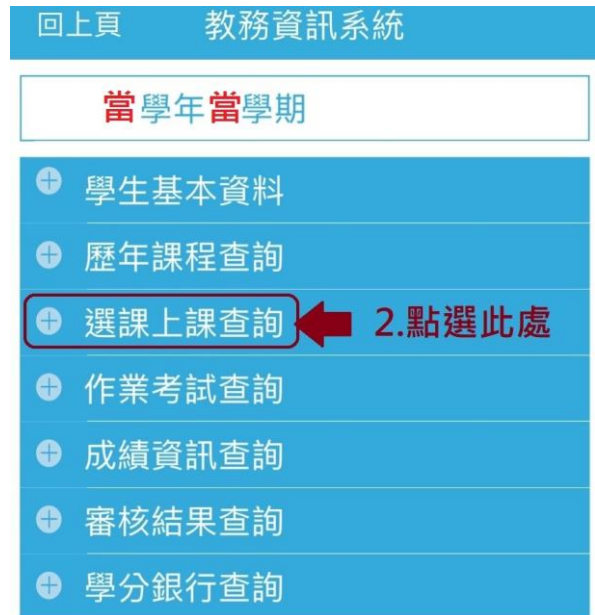 回上頁 教務資訊系統
當學年當學期
學生基本資料
歷年課程查詢
選課上課查詢 2.點選此處
作業考試查詢
成績資訊查詢
審核結果查詢
學分銀行查詢